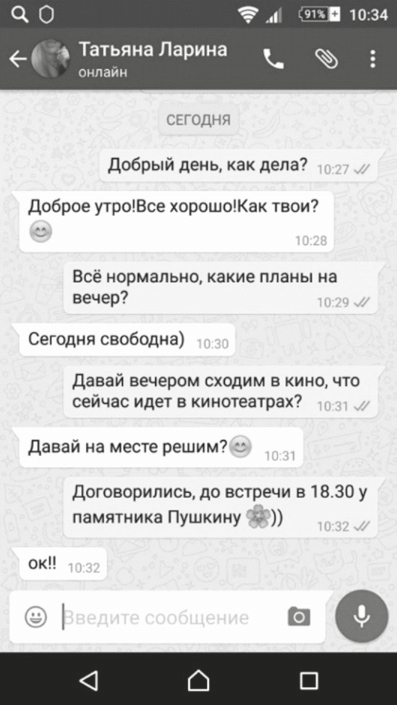 91% 10:34
Татьяна Ларина
онлайн
СЕГОДНЯ
Добрый день, как дела? 10:27
Доброе утро!Все хорошо!Как твои?
😊
10:28
Всё нормально, какие планы на
вечер? 10:29
Сегодня свободна) 10:30
Давай вечером сходим в кино, что
сейчас идет в кинотеатрах? 10:31
Давай на месте решим?😊 10:31
Договорились, до встречи в 18.30 у
памятника Пушкину 🌸)) 10:32
ок!! 10:32
Введите сообщение